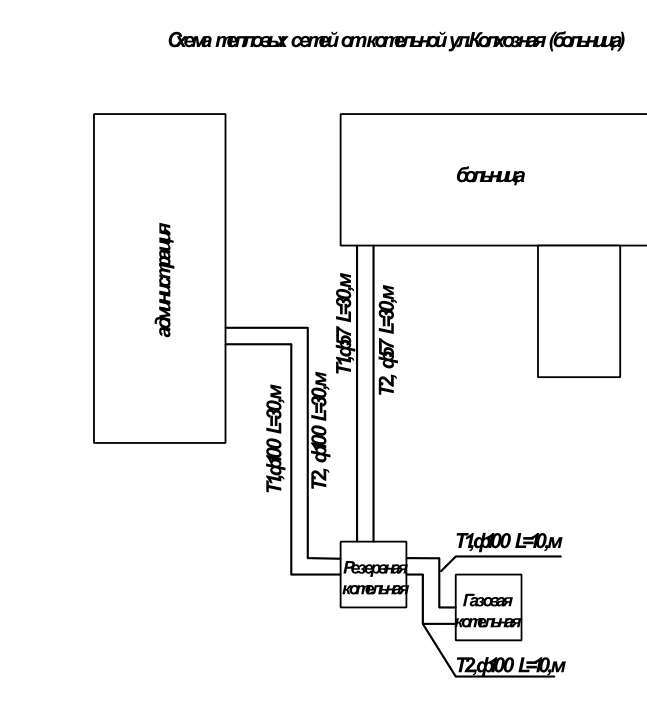 Схема тепловых сетей от котельной ул.Колхозная (больница)
больница
администрация
Т1,ф57 L=30,м
Т2, ф57 L=30,м
Т1,ф100 L=30,м
Т2, ф100 L=30,м
Т1,ф100 L=10,м
Резервная
котельная
Газовая
котельная
Т2,ф100 L=10,м